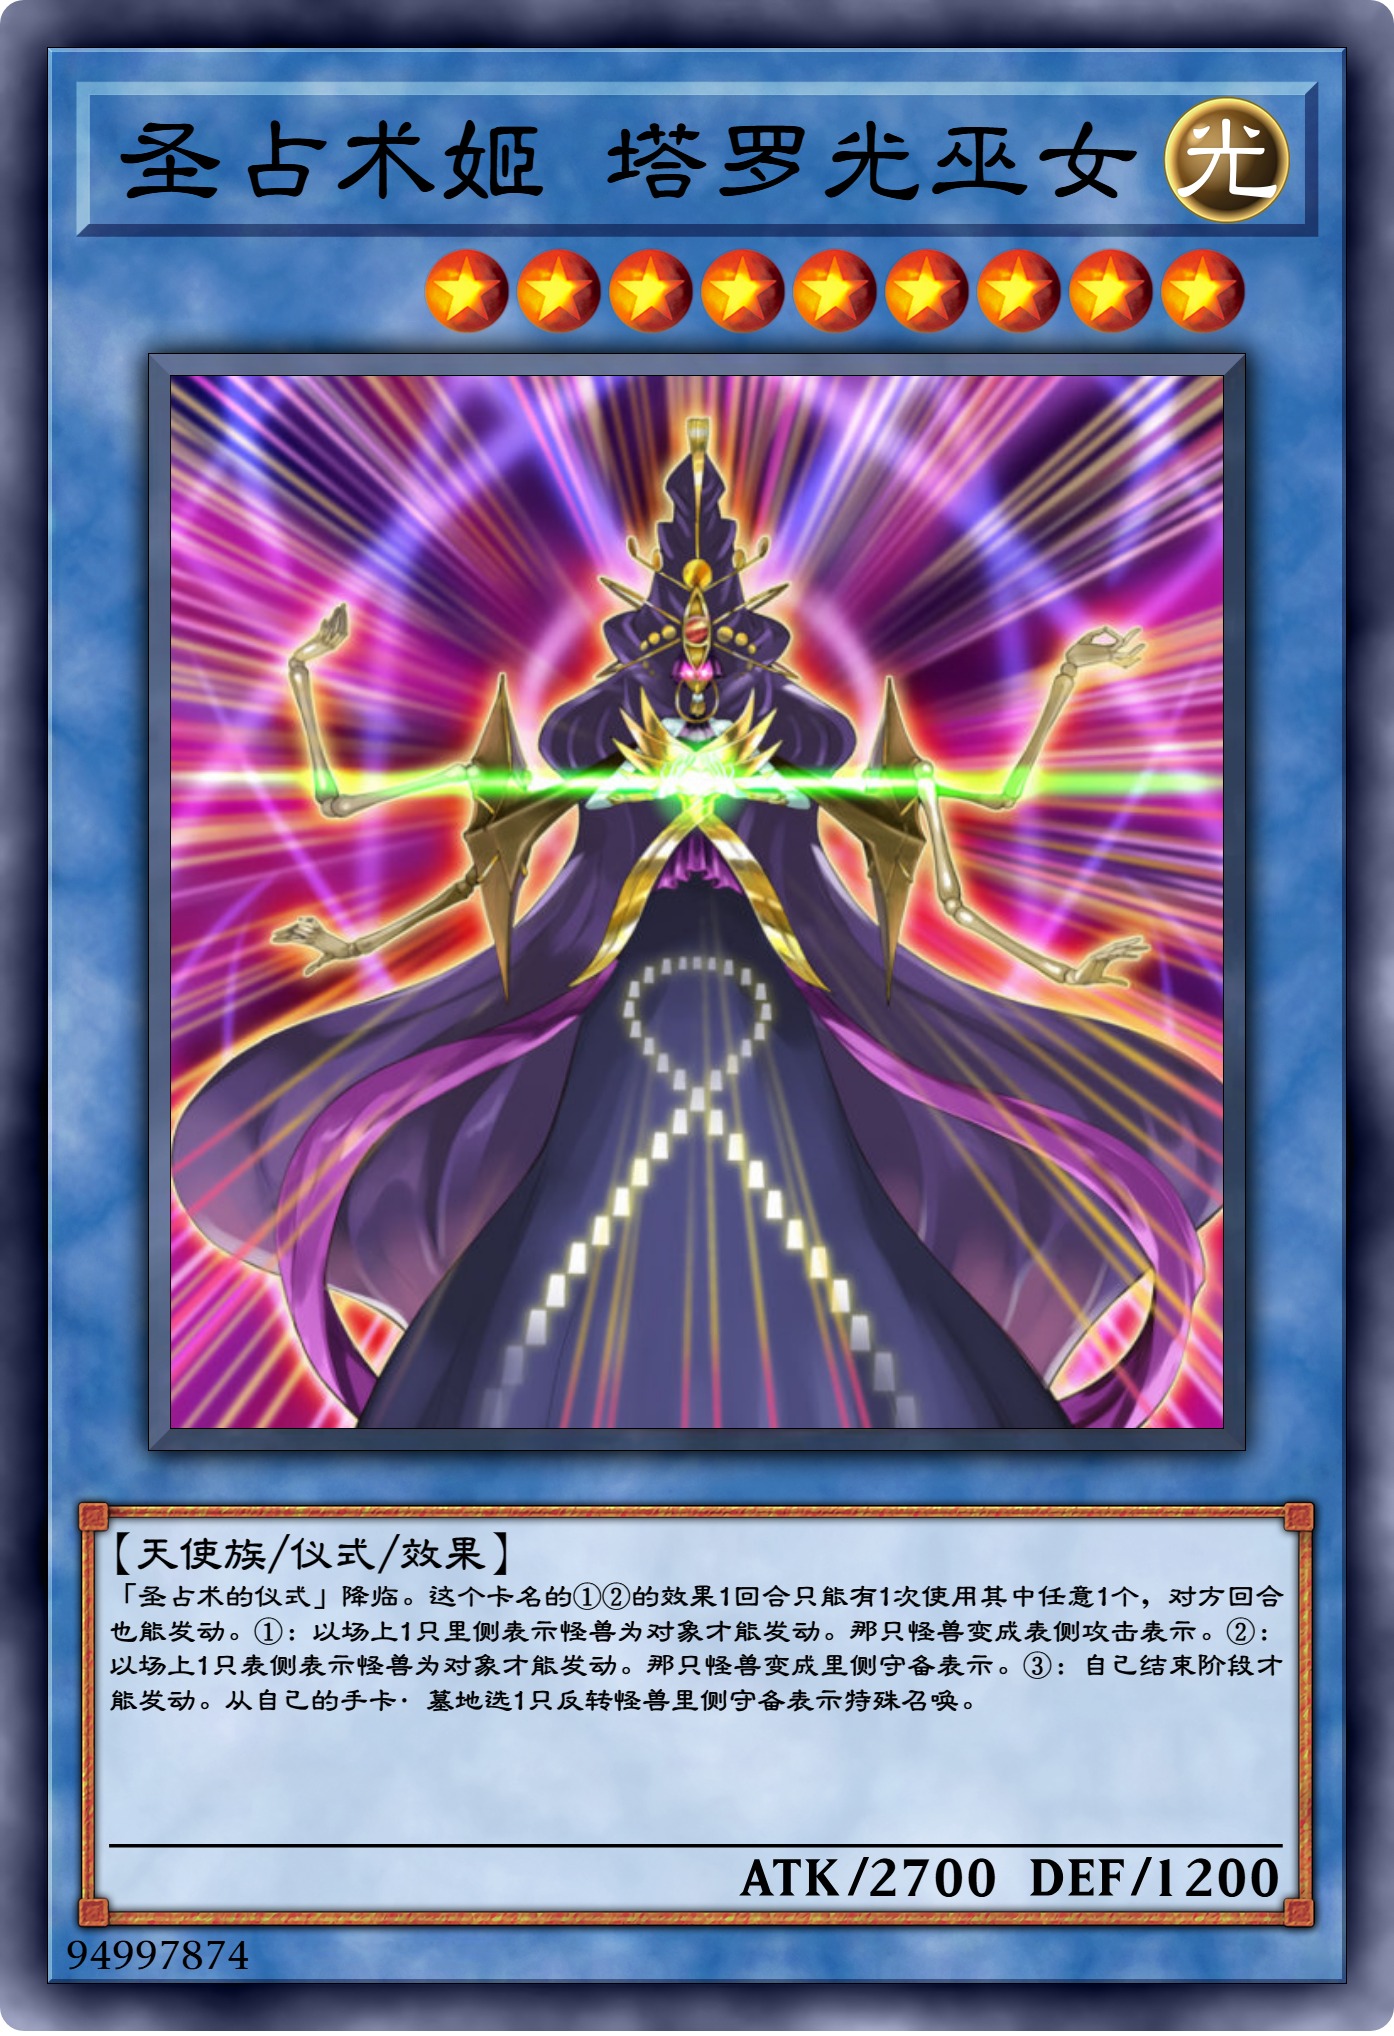 圣占术姬 塔罗光巫女 光
【天使族/仪式/效果】
「圣占术的仪式」降临。这个卡名的①②的效果1回合只能有1次使用其中任意1个，对方回合
也能发动。①：以场上1只里侧表示怪兽为对象才能发动。那只怪兽变成表侧攻击表示。②：
以场上1只表侧表示怪兽为对象才能发动。那只怪兽变成里侧守备表示。③：自己结束阶段才
能发动。从自己的手卡·墓地选1只反转怪兽里侧守备表示特殊召唤。
ATK/2700 DEF/1200
94997874